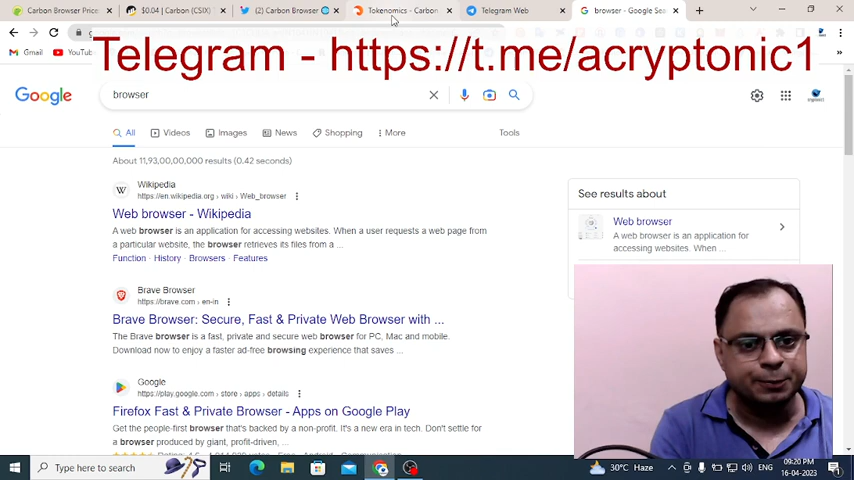 Carbon Browser Price
$0.04 | Carbon (CSIX)
(2) Carbon Browser
Tokenomics - Carbon
Telegram Web
browser - Google Sea
Gmail
YouTub
Telegram - https://t.me/acryptonic1
Google
browser
All
Videos
Images
News
Shopping
More
Tools
About 11,93,00,00,000 results (0.42 seconds)
Wikipedia
https://en.wikipedia.org › wiki › Web_browser
Web browser - Wikipedia
A web browser is an application for accessing websites. When a user requests a web page from
a particular website, the browser retrieves its files from a ...
Function · History · Browsers · Features
Brave Browser
https://brave.com › en-in
Brave Browser: Secure, Fast & Private Web Browser with ...
The Brave browser is a fast, private and secure web browser for PC, Mac and mobile.
Download now to enjoy a faster ad-free browsing experience that saves ...
Google
https://play.google.com › store › apps › details
Firefox Fast & Private Browser - Apps on Google Play
Get the people-first browser that's backed by a non-profit. It's a new era in tech. Don't settle for
a browser produced by giant, profit-driven, ...
See results about
Web browser
A web browser is an application for
accessing websites. When ...
Type here to search
30°C Haze
ENG
09:20 PM
16-04-2023